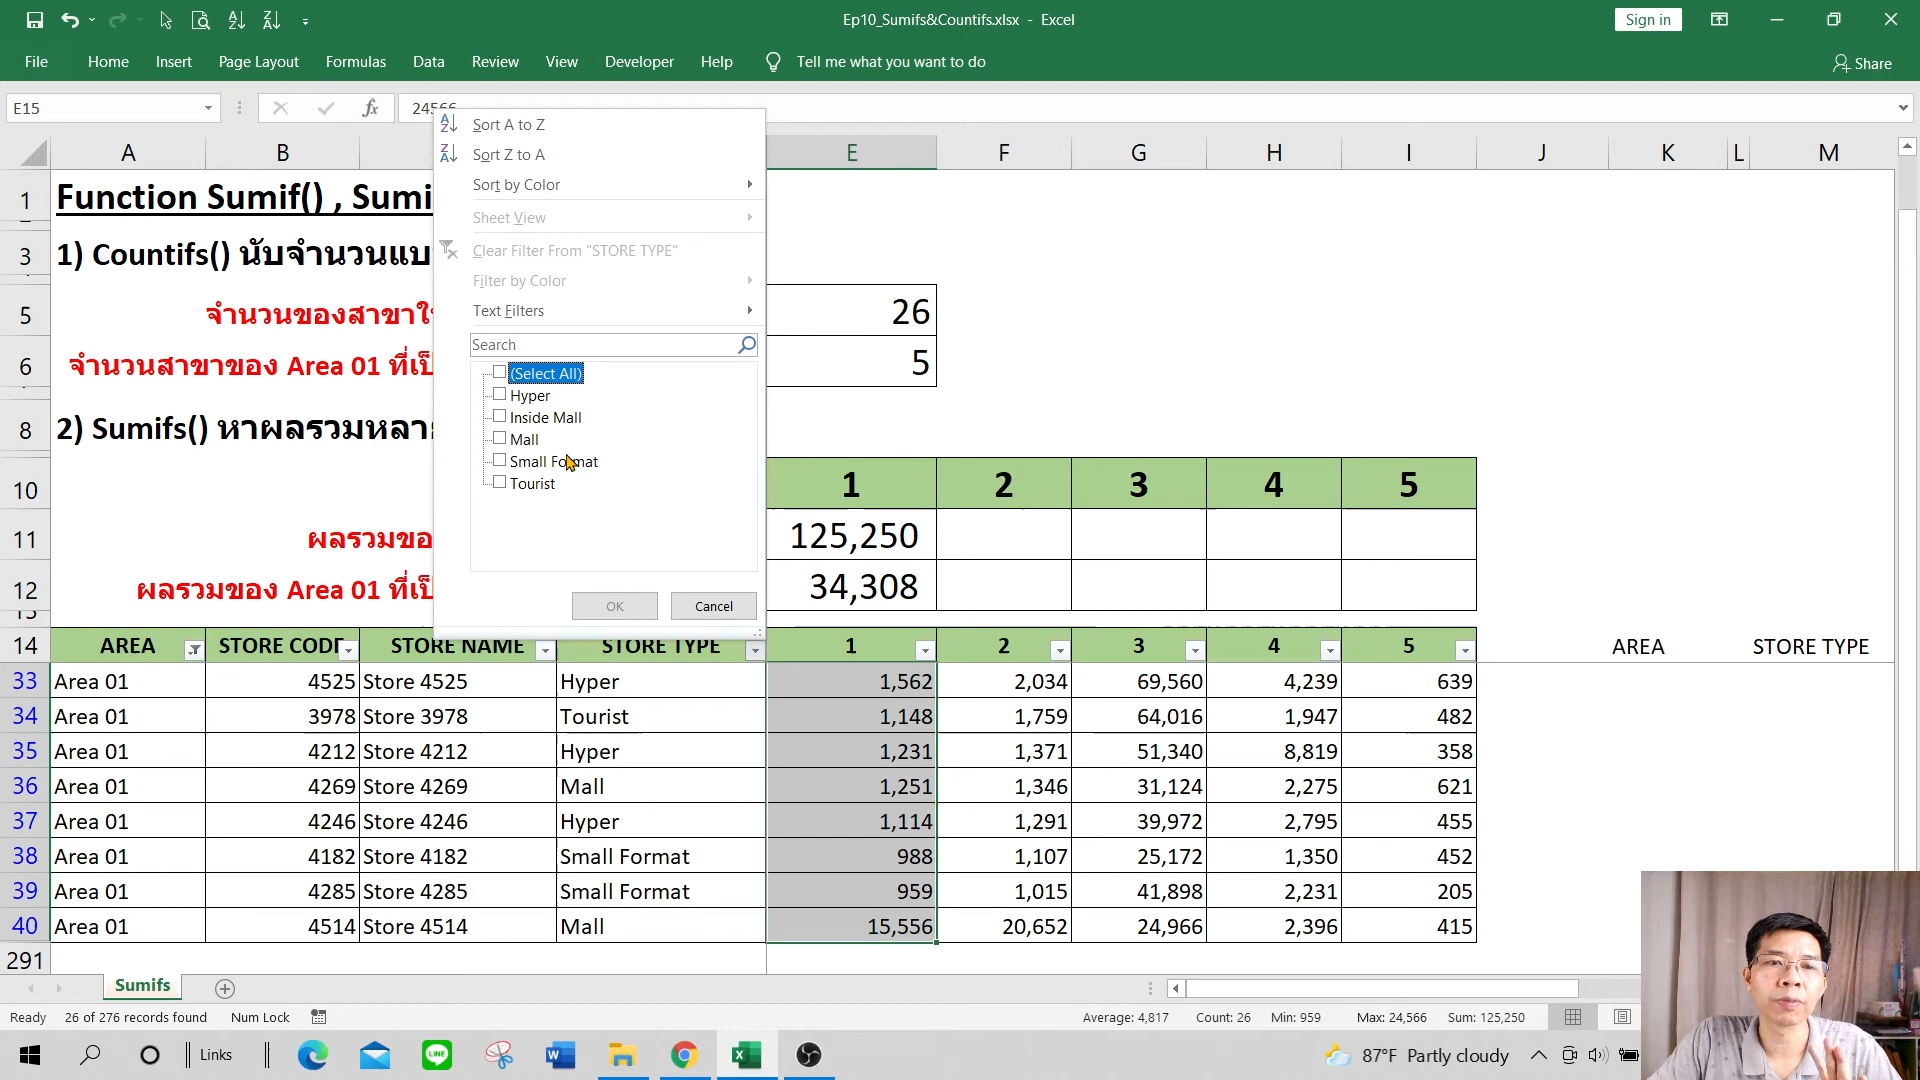 Ep10_Sumifs&Countifs.xlsx - Excel
Sign in
File Home Insert Page Layout Formulas Data Review View Developer Help Tell me what you want to do Share
E15 fx 24566
A B E F G H I J K L M
1 Function Sumif() , Sumi
3 1) Countifs() นับจำนวนแบ
5 จำนวนของสาขาใ 26
6 จำนวนสาขาของ Area 01 ที่เป็ 5
8 2) Sumifs() หาผลรวมหลา
10 1 2 3 4 5
11 ผลรวมขอ 125,250
12 ผลรวมของ Area 01 ที่เป็ 34,308
Sort A to Z
Sort Z to A
Sort by Color
Sheet View
Clear Filter From "STORE TYPE"
Filter by Color
Text Filters
Search
(Select All)
Hyper
Inside Mall
Mall
Small Format
Tourist
OK Cancel
14 AREA STORE CODE STORE NAME STORE TYPE 1 2 3 4 5 AREA STORE TYPE
33 Area 01 4525 Store 4525 Hyper 1,562 2,034 69,560 4,239 639
34 Area 01 3978 Store 3978 Tourist 1,148 1,759 64,016 1,947 482
35 Area 01 4212 Store 4212 Hyper 1,231 1,371 51,340 8,819 358
36 Area 01 4269 Store 4269 Mall 1,251 1,346 31,124 2,275 621
37 Area 01 4246 Store 4246 Hyper 1,114 1,291 39,972 2,795 455
38 Area 01 4182 Store 4182 Small Format 988 1,107 25,172 1,350 452
39 Area 01 4285 Store 4285 Small Format 959 1,015 41,898 2,231 205
40 Area 01 4514 Store 4514 Mall 15,556 20,652 24,966 2,396 415
291
Sumifs
Ready 26 of 276 records found Num Lock Average: 4,817 Count: 26 Min: 959 Max: 24,566 Sum: 125,250
Links LINE 87°F Partly cloudy